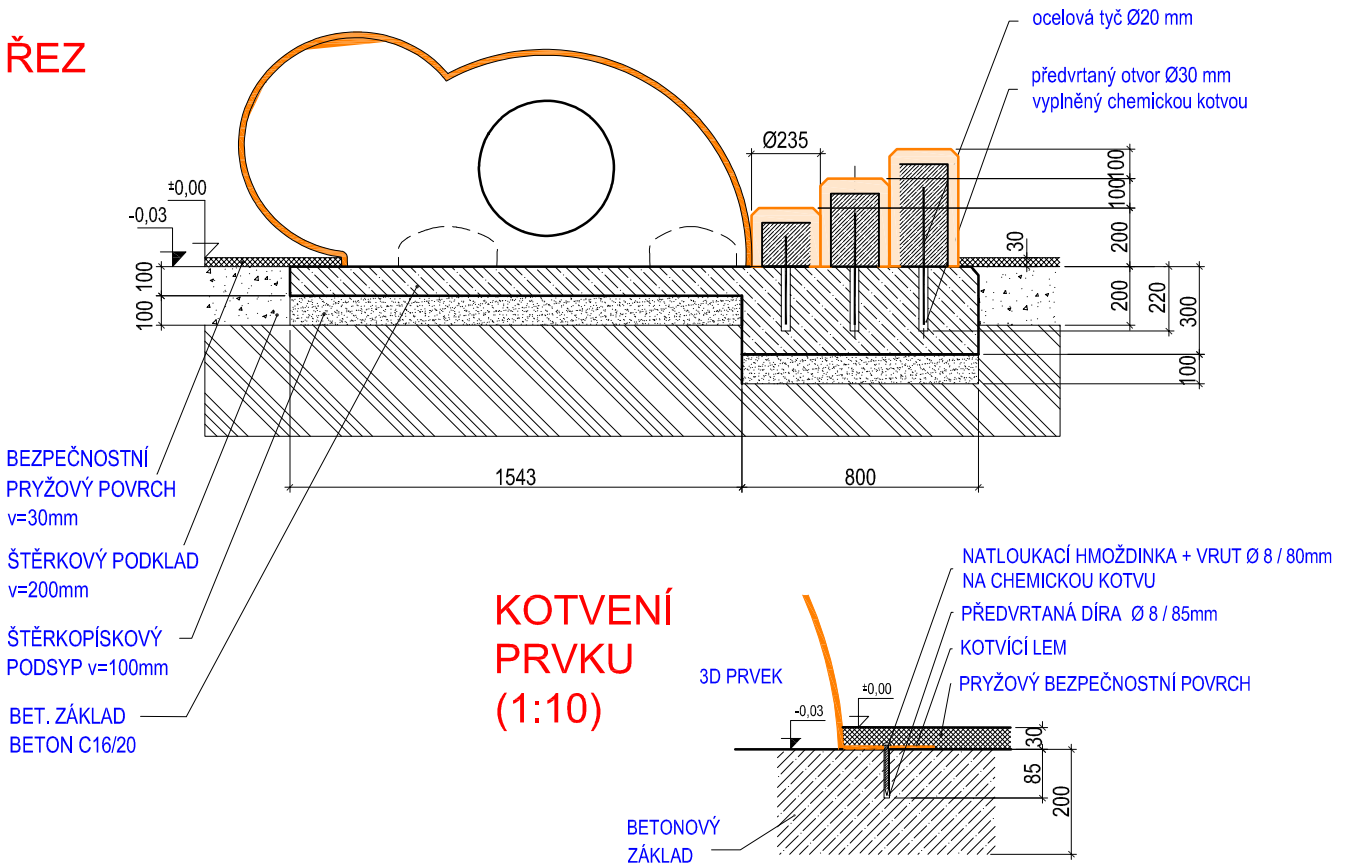 ŘEZ
ocelová tyč Ø20 mm
předvrtaný otvor Ø30 mm
vyplněný chemickou kotvou
Ø235
100
100
200
30
±0,00
-0,03
100
100
200
220
300
100
1543
800
BEZPEČNOSTNÍ
PRYŽOVÝ POVRCH
v=30mm
ŠTĚRKOVÝ PODKLAD
v=200mm
ŠTĚRKOPÍSKOVÝ
PODSYP v=100mm
BET. ZÁKLAD
BETON C16/20
KOTVENÍ
PRVKU
(1:10)
NATLOUKACÍ HMOŽDINKA + VRUT Ø 8 / 80mm
NA CHEMICKOU KOTVU
PŘEDVRTANÁ DÍRA Ø 8 / 85mm
KOTVÍCÍ LEM
PRYŽOVÝ BEZPEČNOSTNÍ POVRCH
3D PRVEK
±0,00
-0,03
30
85
200
BETONOVÝ
ZÁKLAD